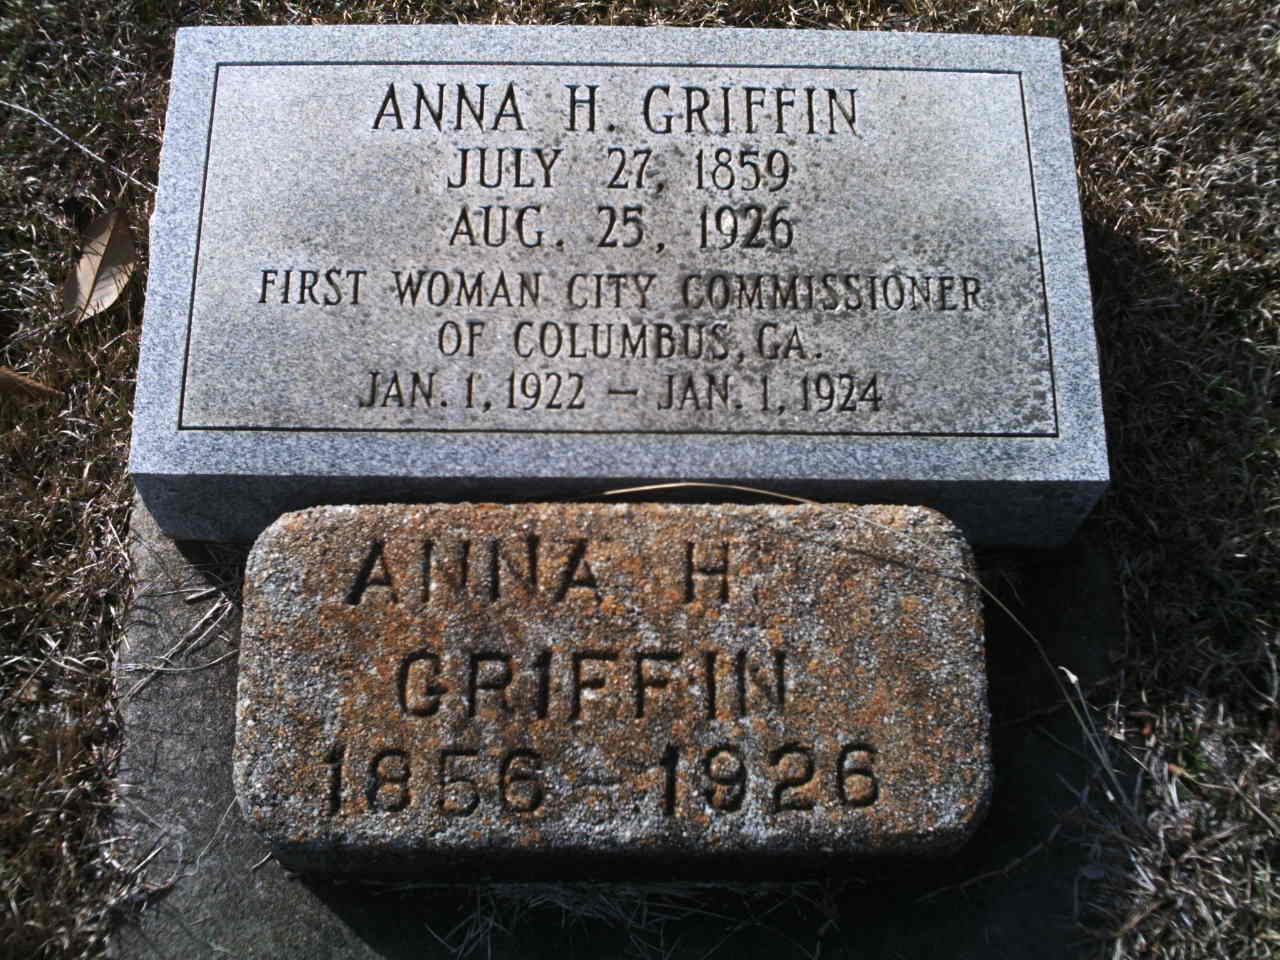 ANNA H. GRIFFIN
JULY 27, 1859
AUG. 25, 1926
FIRST WOMAN CITY COMMISSIONER
OF COLUMBUS, GA.
JAN. 1, 1922 – JAN. 1, 1924
ANNA H
GRIFFIN
1856–1926